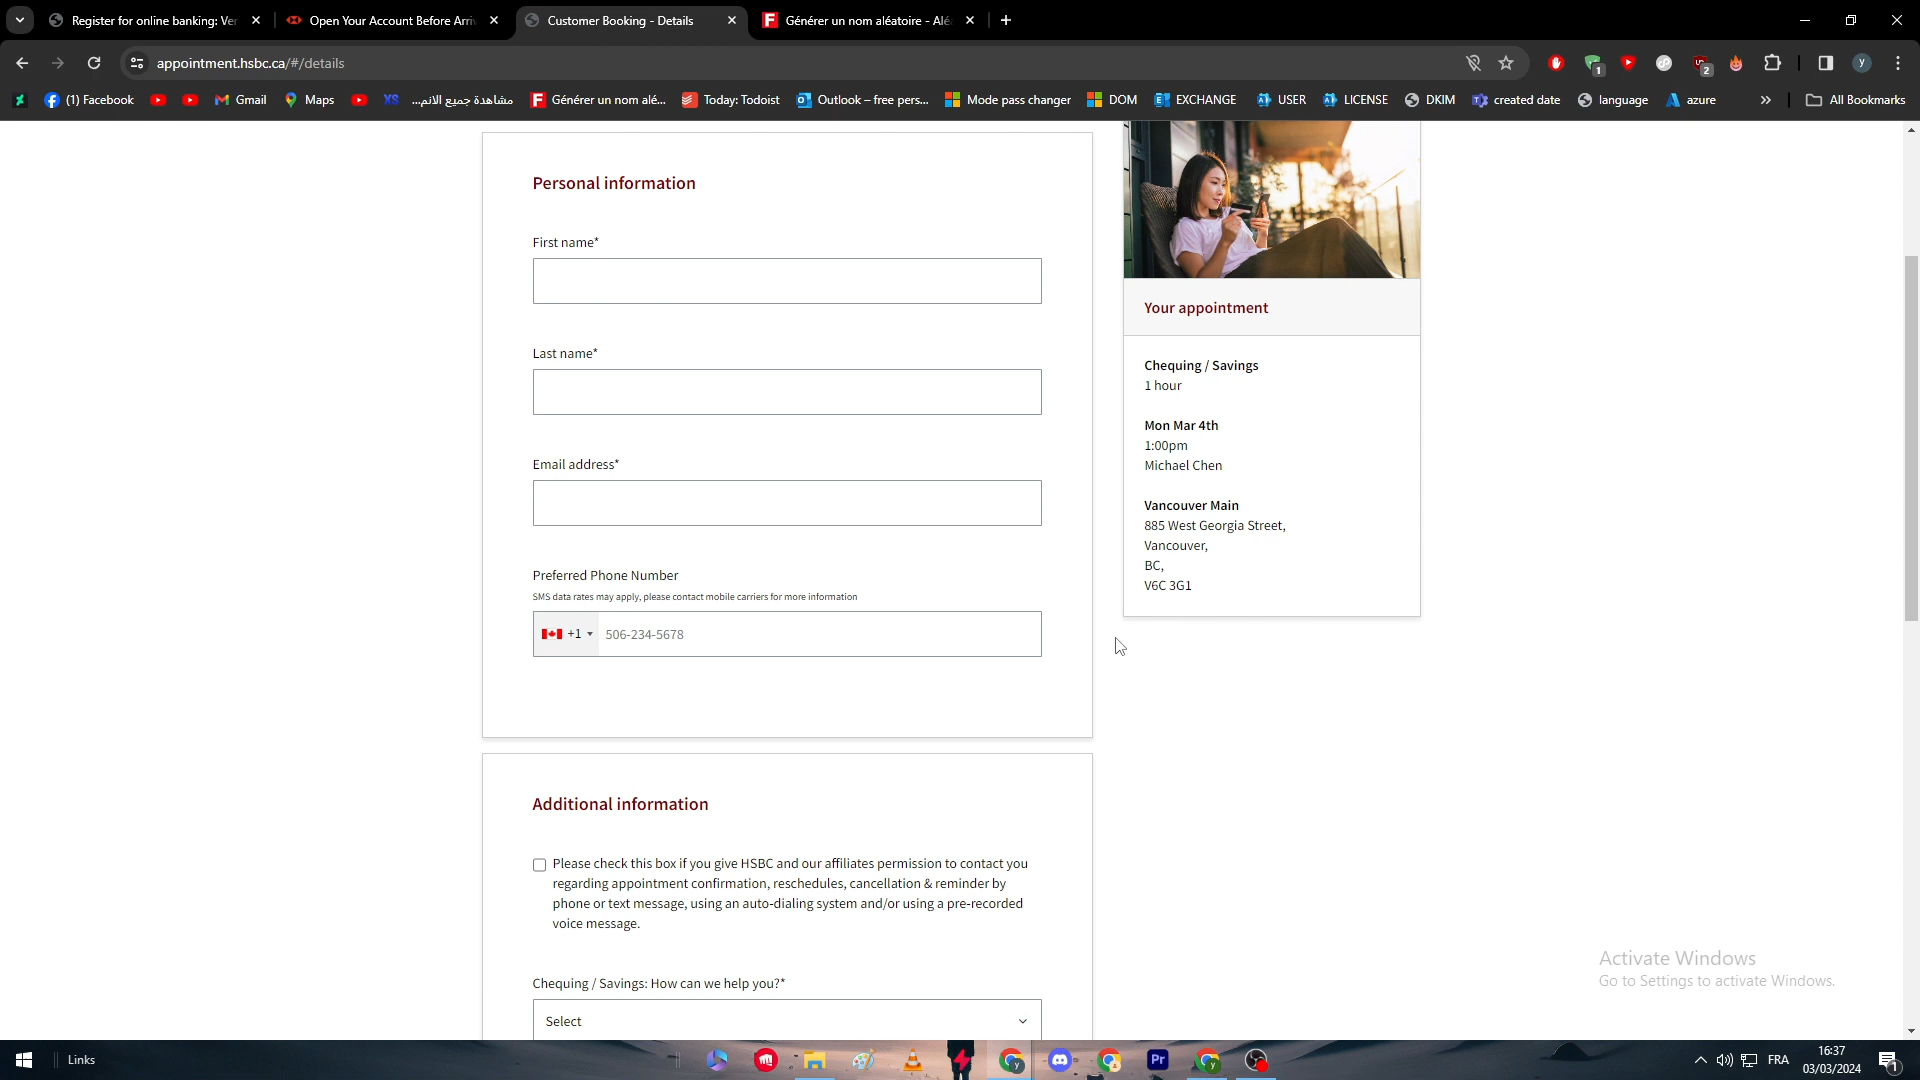 Register for online banking: Ver
Open Your Account Before Arriv
Customer Booking - Details
Générer un nom aléatoire - Alé
appointment.hsbc.ca/#/details
1
2
y
(1) Facebook
Gmail
Maps
XS
مشاهدة جميع الانم...
Générer un nom alé...
Today: Todoist
Outlook – free pers...
Mode pass changer
DOM
EXCHANGE
USER
LICENSE
DKIM
created date
language
azure
All Bookmarks
Personal information
First name*
Last name*
Email address*
Preferred Phone Number
SMS data rates may apply, please contact mobile carriers for more information
+1
506-234-5678
Your appointment
Chequing / Savings
1 hour
Mon Mar 4th
1:00pm
Michael Chen
Vancouver Main
885 West Georgia Street,
Vancouver,
BC,
V6C 3G1
Additional information
Please check this box if you give HSBC and our affiliates permission to contact you
regarding appointment confirmation, reschedules, cancellation & reminder by
phone or text message, using an auto-dialing system and/or using a pre-recorded
voice message.
Chequing / Savings: How can we help you?*
Select
Activate Windows
Go to Settings to activate Windows.
Links
Pr
FRA
16:37
03/03/2024
1